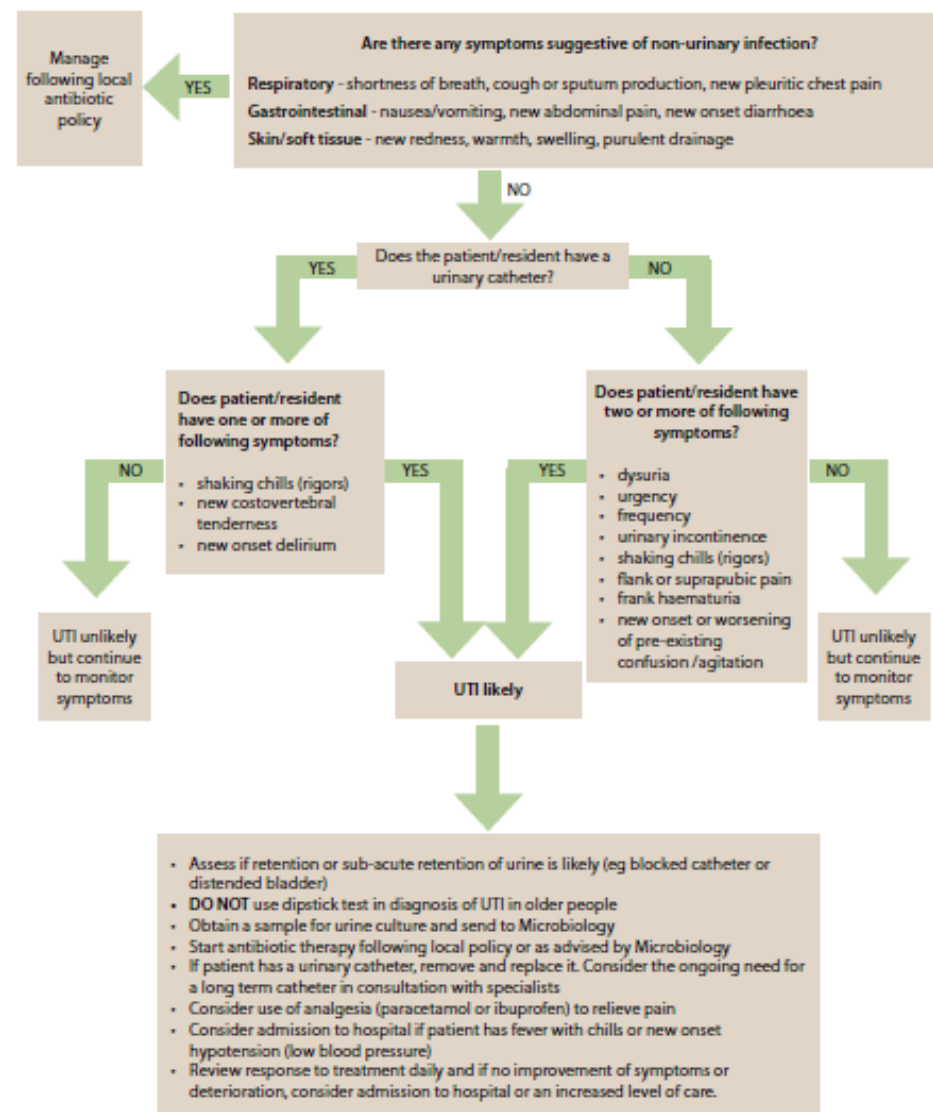 Manage
following local
antibiotic
policy
YES
Are there any symptoms suggestive of non-urinary infection?
Respiratory - shortness of breath, cough or sputum production, new pleuritic chest pain
Gastrointestinal - nausea/vomiting, new abdominal pain, new onset diarrhoea
Skin/soft tissue - new redness, warmth, swelling, purulent drainage
NO
YES
Does the patient/resident have a
urinary catheter?
NO
Does patient/resident
have one or more of
following symptoms?
• shaking chills (rigors)
• new costovertebral
tenderness
• new onset delirium
NO
YES
Does patient/resident have
two or more of following
symptoms?
• dysuria
• urgency
• frequency
• urinary incontinence
• shaking chills (rigors)
• flank or suprapubic pain
• frank haematuria
• new onset or worsening
of pre-existing
confusion /agitation
YES
NO
UTI unlikely
but continue
to monitor
symptoms
UTI likely
UTI unlikely
but continue
to monitor
symptoms
• Assess if retention or sub-acute retention of urine is likely (eg blocked catheter or
distended bladder)
• DO NOT use dipstick test in diagnosis of UTI in older people
• Obtain a sample for urine culture and send to Microbiology
• Start antibiotic therapy following local policy or as advised by Microbiology
• If patient has a urinary catheter, remove and replace it. Consider the ongoing need for
a long term catheter in consultation with specialists
• Consider use of analgesia (paracetamol or ibuprofen) to relieve pain
• Consider admission to hospital if patient has fever with chills or new onset
hypotension (low blood pressure)
• Review response to treatment daily and if no improvement of symptoms or
deterioration, consider admission to hospital or an increased level of care.